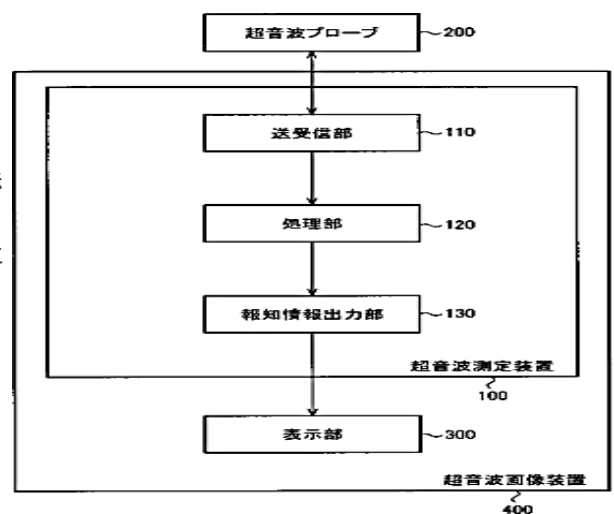 超音波プローブ 200
送受信部 110
処理部 120
報知情報出力部 130
超音波測定装置
100
表示部 300
超音波画像装置
400